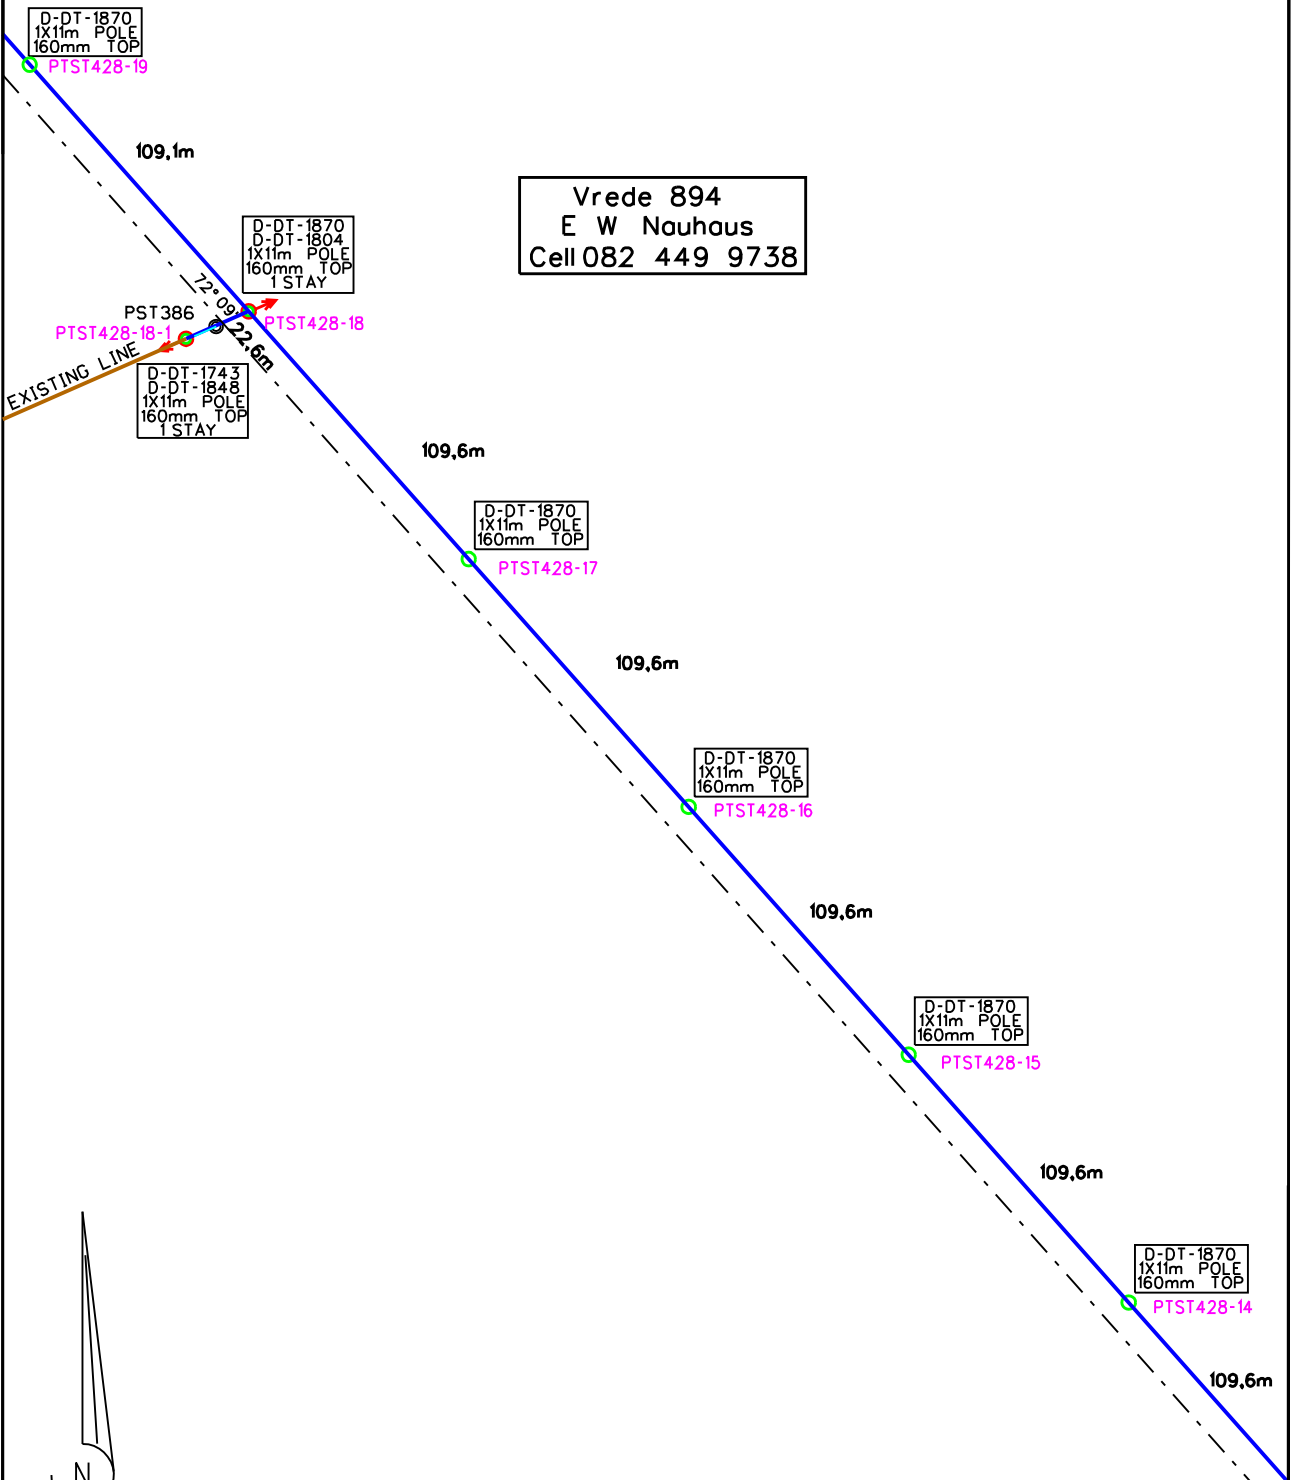 D-DT-1870
1X11m POLE
160mm TOP
PTST428-19
109,1m
Vrede 894
E W Nauhaus
Cell 082 449 9738
D-DT-1870
D-DT-1804
1X11m POLE
160mm TOP
1 STAY
72° 09'
PST386
PTST428-18
PTST428-18-1
22,6m
EXISTING LINE
D-DT-1743
D-DT-1848
1X11m POLE
160mm TOP
1 STAY
109,6m
D-DT-1870
1X11m POLE
160mm TOP
PTST428-17
109,6m
D-DT-1870
1X11m POLE
160mm TOP
PTST428-16
109,6m
D-DT-1870
1X11m POLE
160mm TOP
PTST428-15
109,6m
D-DT-1870
1X11m POLE
160mm TOP
PTST428-14
109,6m
N